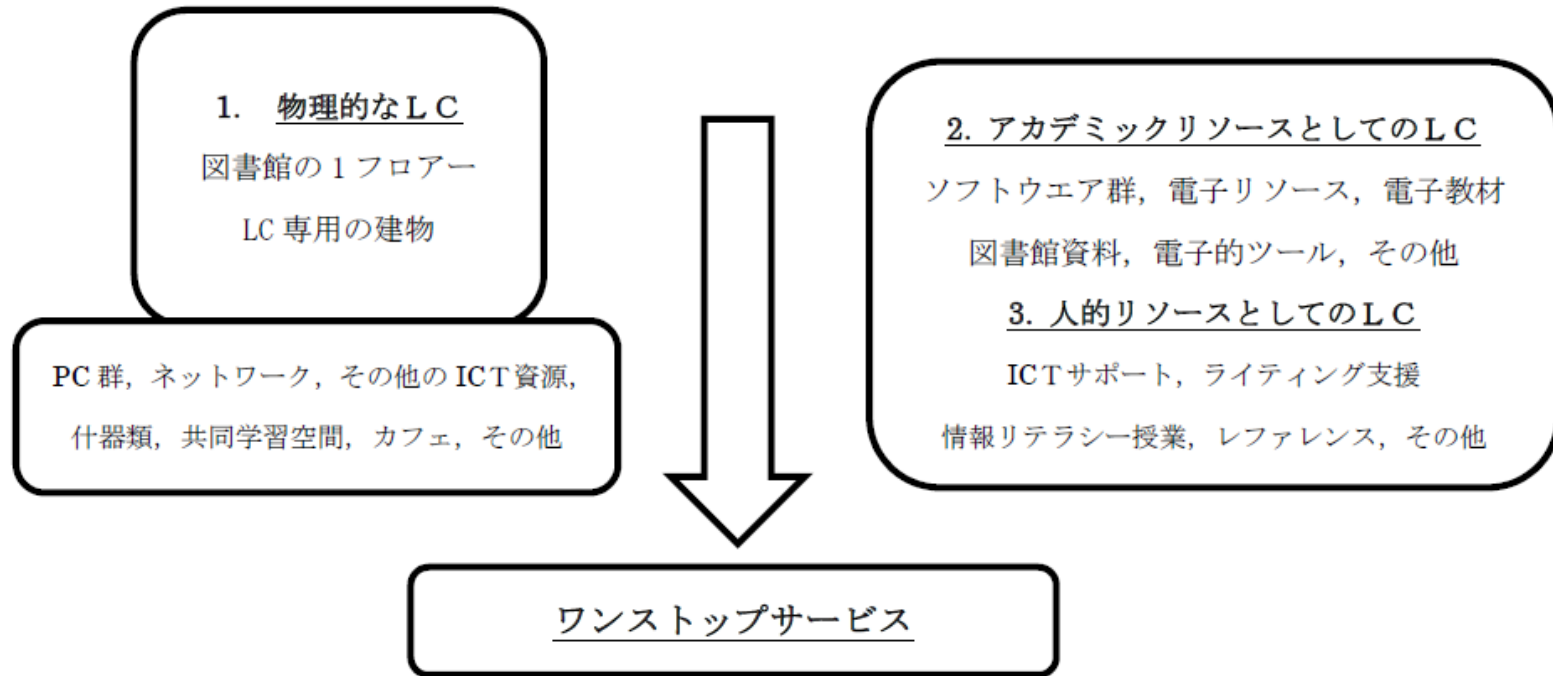 1. 物理的なＬＣ
図書館の１フロアー
LC専用の建物
PC群，ネットワーク，その他のICＴ資源，
什器類，共同学習空間，カフェ，その他
2. アカデミックリソースとしてのＬＣ
ソフトウエア群，電子リソース，電子教材
図書館資料，電子的ツール，その他
3. 人的リソースとしてのＬＣ
ICＴサポート，ライティング支援
情報リテラシー授業，レファレンス，その他
ワンストップサービス